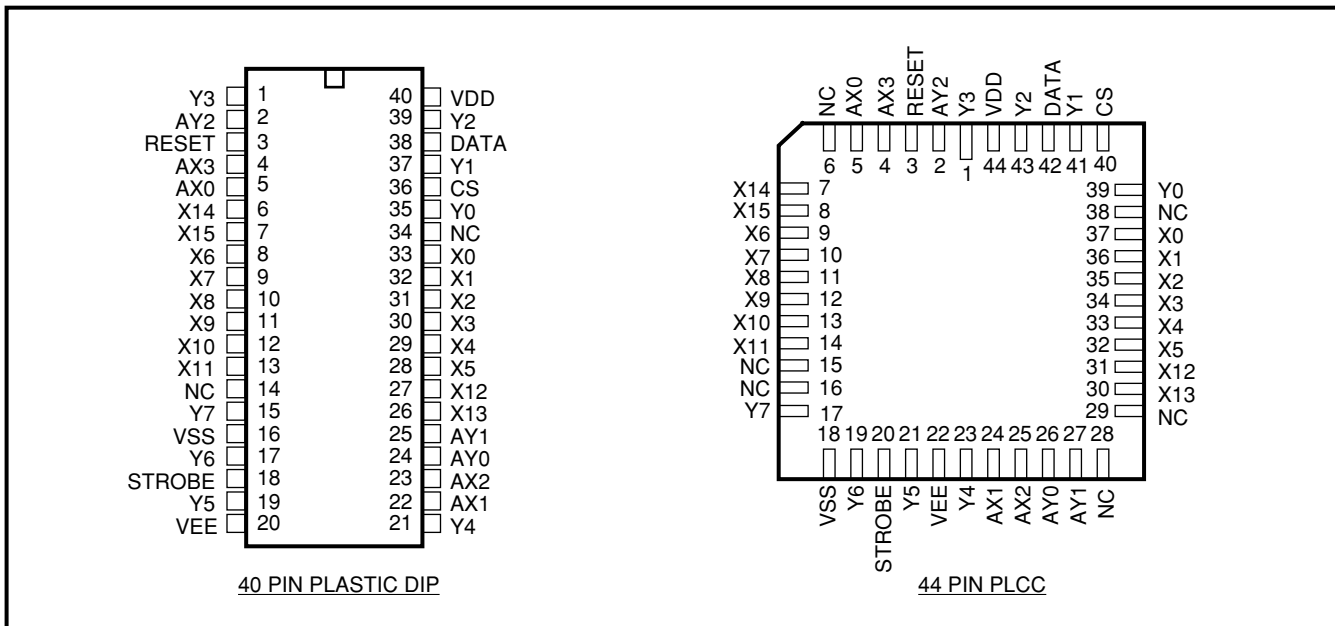 Y3 1 40 VDD
AY2 2 39 Y2
RESET 3 38 DATA
AX3 4 37 Y1
AX0 5 36 CS
X14 6 35 Y0
X15 7 34 NC
X6 8 33 X0
X7 9 32 X1
X8 10 31 X2
X9 11 30 X3
X10 12 29 X4
X11 13 28 X5
NC 14 27 X12
Y7 15 26 X13
VSS 16 25 AY1
Y6 17 24 AY0
STROBE 18 23 AX2
Y5 19 22 AX1
VEE 20 21 Y4
40 PIN PLASTIC DIP
NC AX0 AX3 RESET AY2 Y3 VDD Y2 DATA Y1 CS
6 5 4 3 2 1 44 43 42 41 40
X14 7 39 Y0
X15 8 38 NC
X6 9 37 X0
X7 10 36 X1
X8 11 35 X2
X9 12 34 X3
X10 13 33 X4
X11 14 32 X5
NC 15 31 X12
NC 16 30 X13
Y7 17 29 NC
18 19 20 21 22 23 24 25 26 27 28
VSS Y6 STROBE Y5 VEE Y4 AX1 AX2 AY0 AY1 NC
44 PIN PLCC